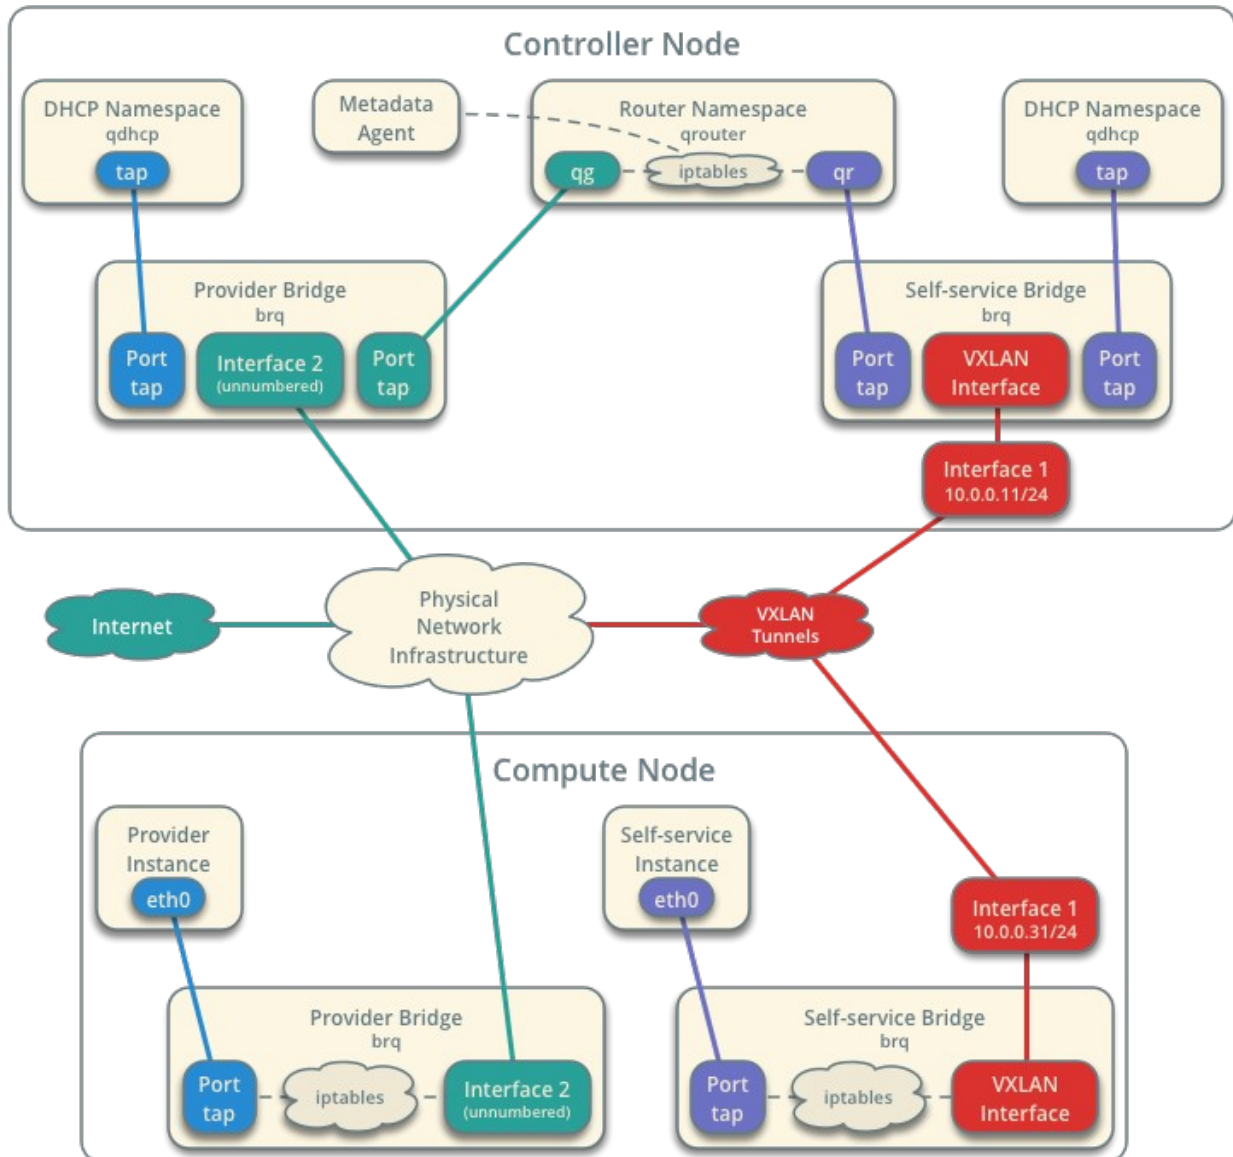 Controller Node
DHCP Namespace
qdhcp
tap
Metadata
Agent
Router Namespace
qrouter
qg
iptables
qr
DHCP Namespace
qdhcp
tap
Provider Bridge
brq
Port
tap
Interface 2
(unnumbered)
Port
tap
Self-service Bridge
brq
Port
tap
VXLAN
Interface
Port
tap
Interface 1
10.0.0.11/24
Internet
Physical
Network
Infrastructure
VXLAN
Tunnels
Compute Node
Provider
Instance
eth0
Self-service
Instance
eth0
Interface 1
10.0.0.31/24
Provider Bridge
brq
Port
tap
iptables
Interface 2
(unnumbered)
Self-service Bridge
brq
Port
tap
iptables
VXLAN
Interface